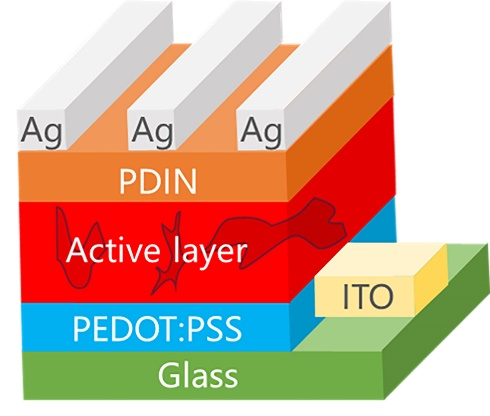 Ag Ag Ag
PDIN
Active layer
ITO
PEDOT:PSS
Glass